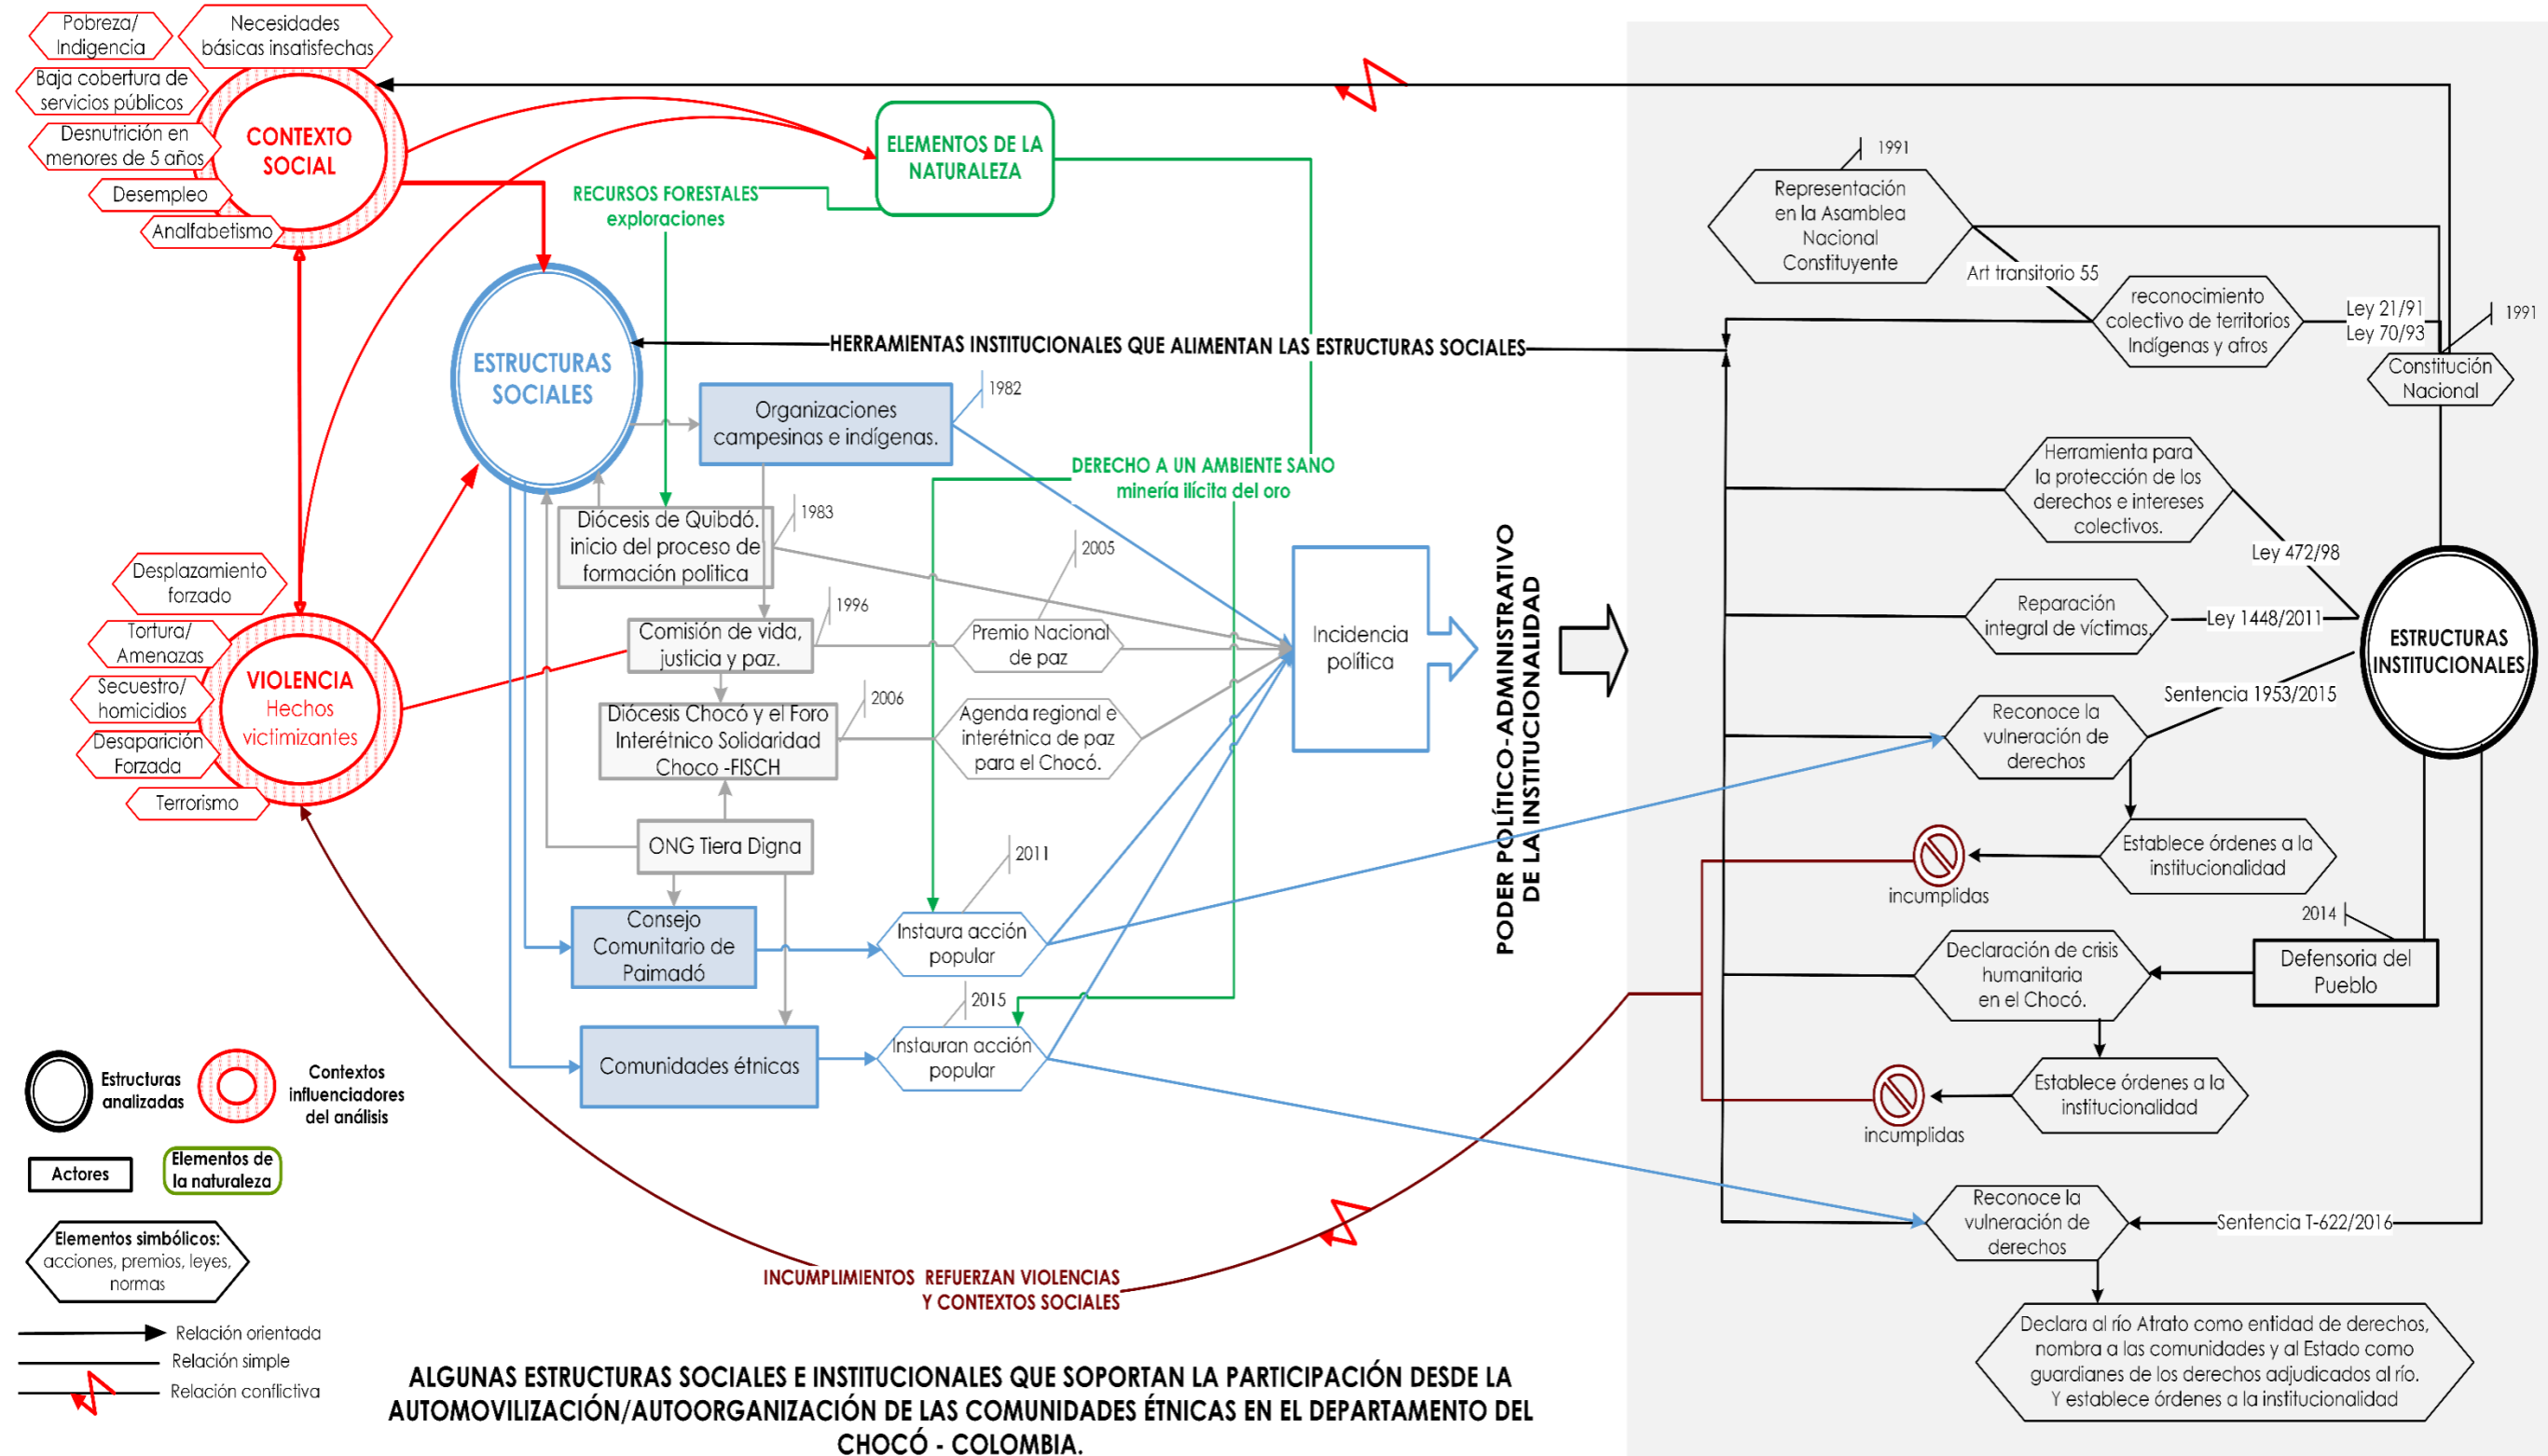 Pobreza/
Indigencia
Necesidades
básicas insatisfechas
Baja cobertura de
servicios públicos
Desnutrición en
menores de 5 años
Desempleo
Analfabetismo
CONTEXTO
SOCIAL
ELEMENTOS DE LA
NATURALEZA
RECURSOS FORESTALES
exploraciones
ESTRUCTURAS
SOCIALES
HERRAMIENTAS INSTITUCIONALES QUE ALIMENTAN LAS ESTRUCTURAS SOCIALES
Organizaciones
campesinas e indígenas.
1982
DERECHO A UN AMBIENTE SANO
minería ilícita del oro
Diócesis de Quibdó.
inicio del proceso de
formación politica
1983
2005
1996
Comisión de vida,
justicia y paz.
Premio Nacional
de paz
2006
Diócesis Chocó y el Foro
Interétnico Solidaridad
Choco -FISCH
Agenda regional e
interétnica de paz
para el Chocó.
ONG Tiera Digna
2011
Consejo
Comunitario de
Paimadó
Instaura acción
popular
2015
Comunidades étnicas
Instauran acción
popular
Incidencia
política
PODER POLÍTICO-ADMINISTRATIVO
DE LA INSTITUCIONALIDAD
Desplazamiento
forzado
Tortura/
Amenazas
Secuestro/
homicidios
Desaparición
Forzada
Terrorismo
VIOLENCIA
Hechos
victimizantes
1991
Representación
en la Asamblea
Nacional
Constituyente
Art transitorio 55
reconocimiento
colectivo de territorios
Indígenas y afros
Ley 21/91
Ley 70/93
1991
Constitución
Nacional
Herramienta para
la protección de los
derechos e intereses
colectivos.
Ley 472/98
Reparación
integral de víctimas.
Ley 1448/2011
ESTRUCTURAS
INSTITUCIONALES
Sentencia 1953/2015
Reconoce la
vulneración de
derechos
Establece órdenes a la
institucionalidad
incumplidas
2014
Defensoria del
Pueblo
Declaración de crisis
humanitaria
en el Chocó.
Establece órdenes a la
institucionalidad
incumplidas
Reconoce la
vulneración de
derechos
Sentencia T-622/2016
Declara al río Atrato como entidad de derechos,
nombra a las comunidades y al Estado como
guardianes de los derechos adjudicados al río.
Y establece órdenes a la institucionalidad
INCUMPLIMIENTOS REFUERZAN VIOLENCIAS
Y CONTEXTOS SOCIALES
Estructuras
analizadas
Contextos
influenciadores
del análisis
Actores
Elementos de
la naturaleza
Elementos simbólicos:
acciones, premios, leyes,
normas
Relación orientada
Relación simple
Relación conflictiva
ALGUNAS ESTRUCTURAS SOCIALES E INSTITUCIONALES QUE SOPORTAN LA PARTICIPACIÓN DESDE LA
AUTOMOVILIZACIÓN/AUTOORGANIZACIÓN DE LAS COMUNIDADES ÉTNICAS EN EL DEPARTAMENTO DEL
CHOCÓ - COLOMBIA.